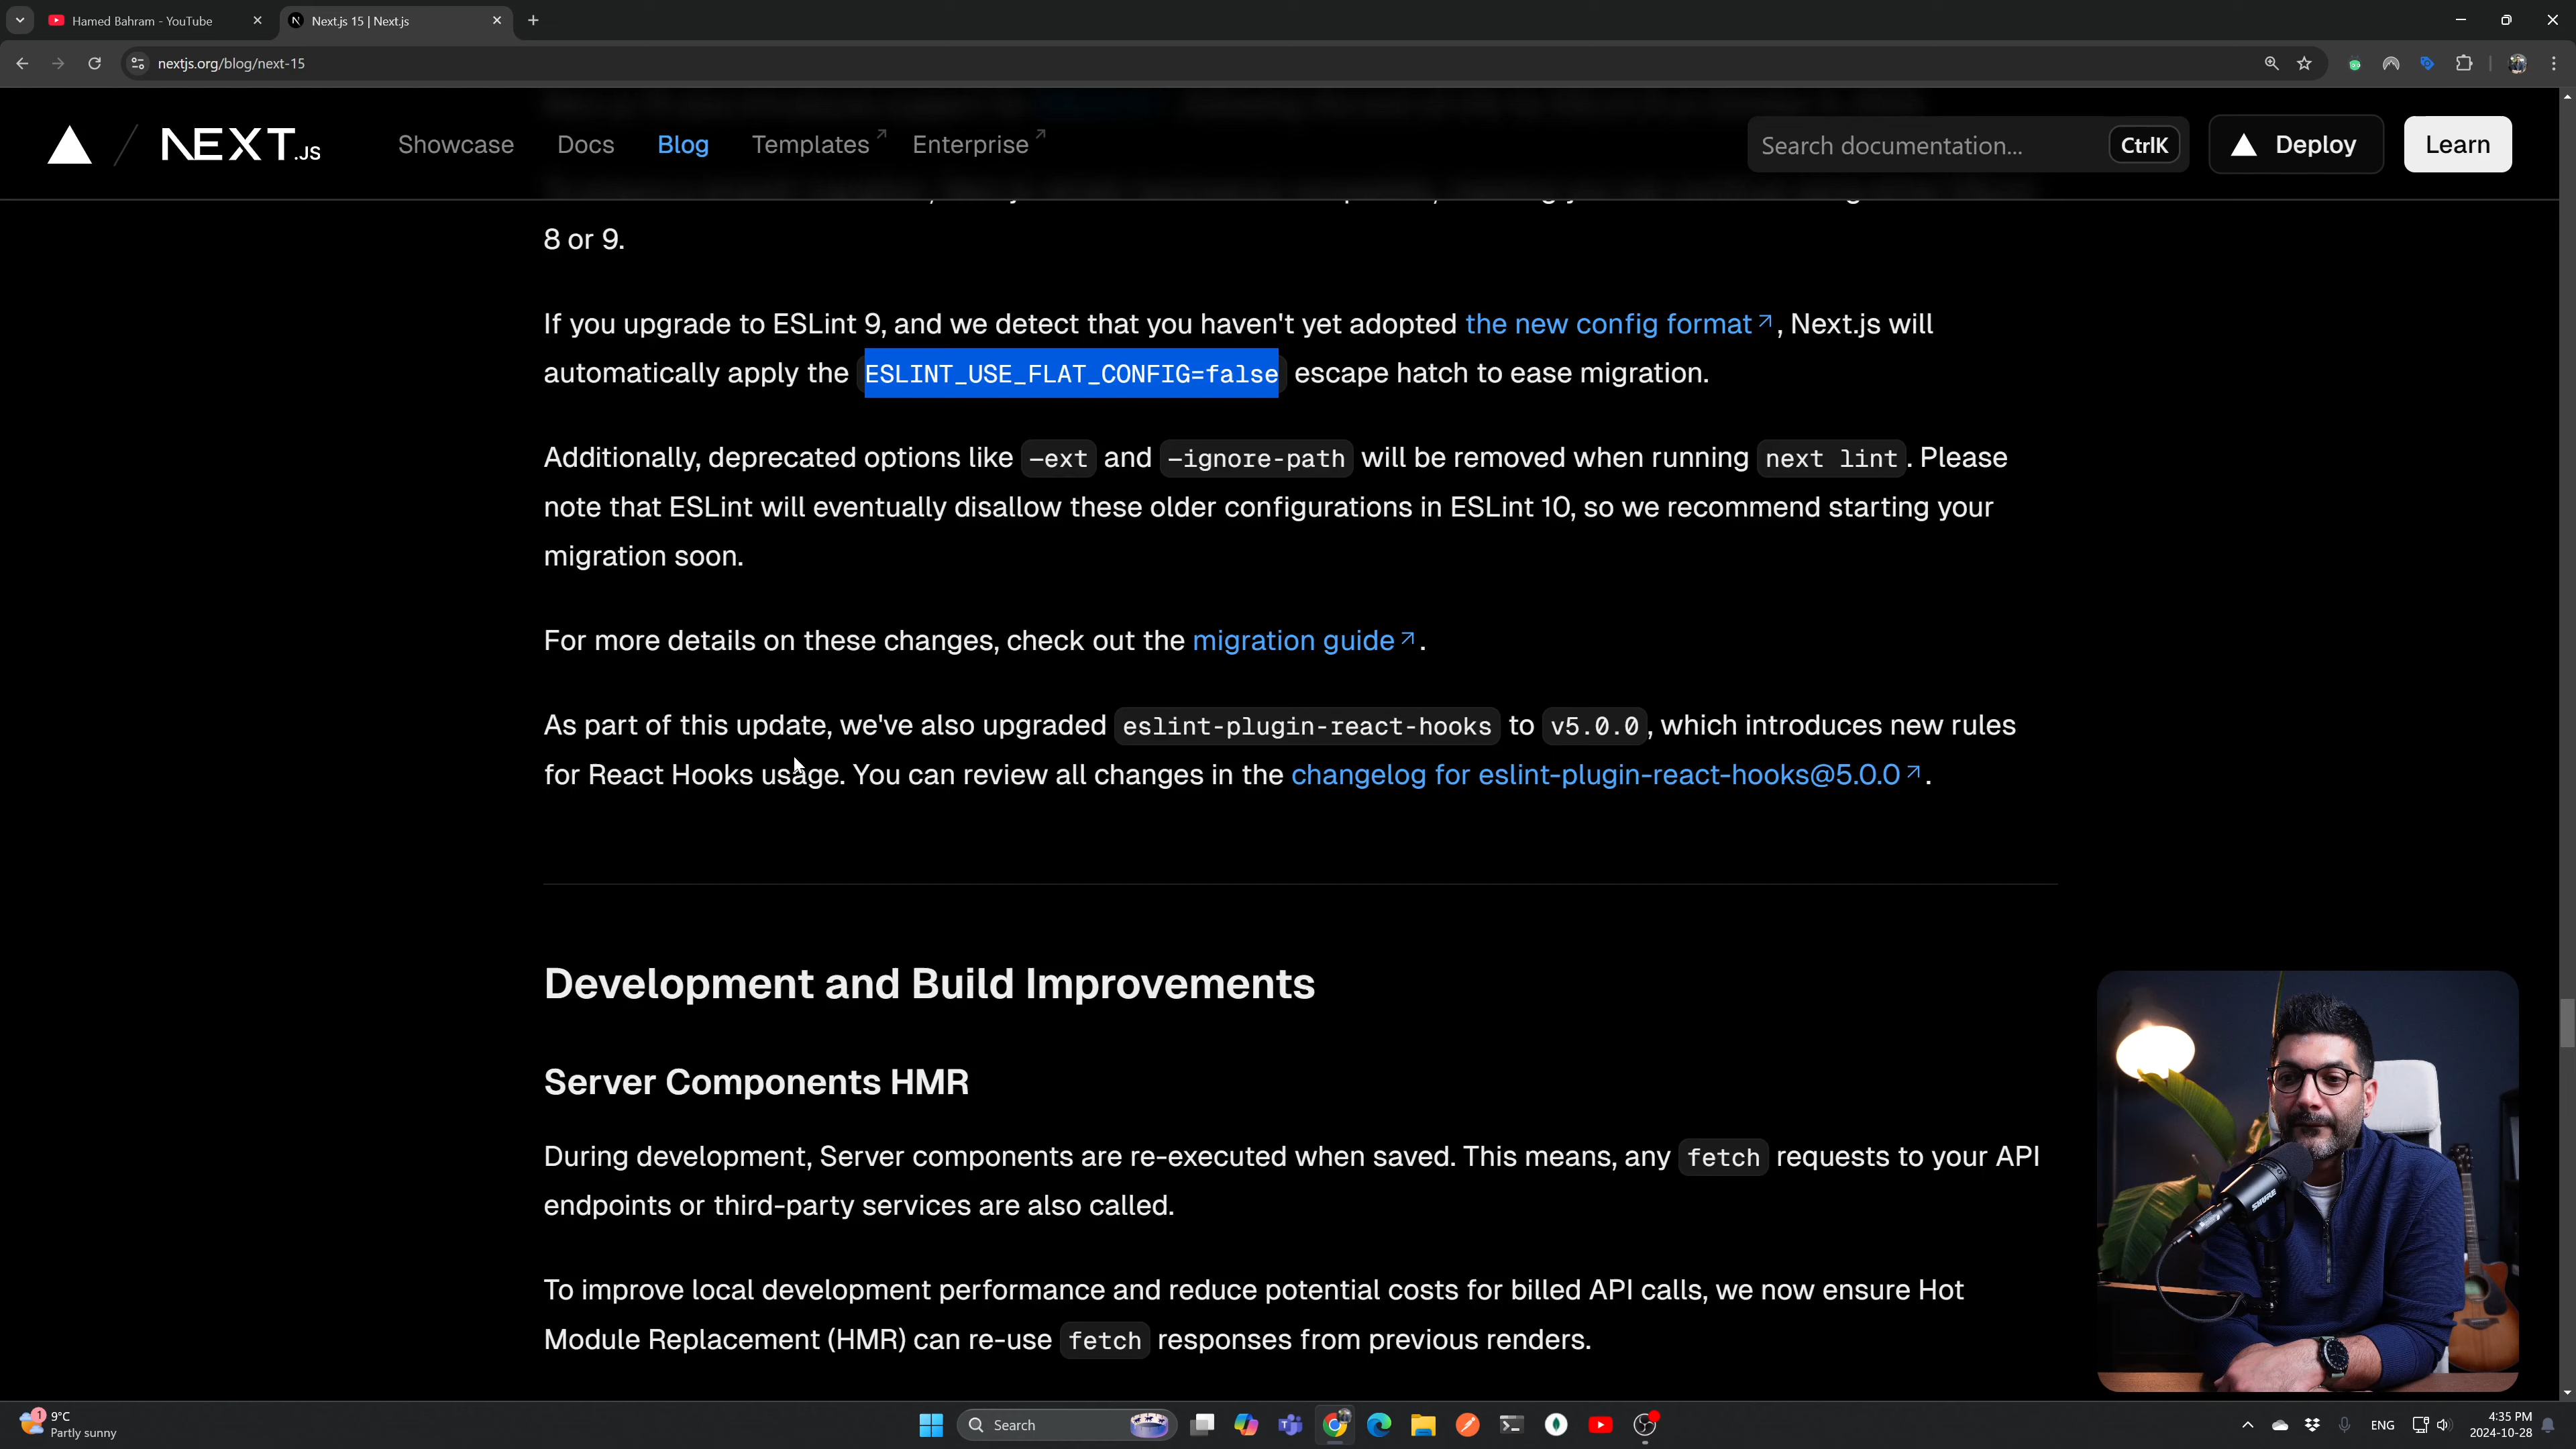 Hamed Bahram - YouTube
Next.js 15 | Next.js
nextjs.org/blog/next-15
NEXT.JS
Showcase
Docs
Blog
Templates
Enterprise
Search documentation...
CtrlK
Deploy
Learn
8 or 9.
If you upgrade to ESLint 9, and we detect that you haven't yet adopted the new config format↗, Next.js will
automatically apply the ESLINT_USE_FLAT_CONFIG=false escape hatch to ease migration.
Additionally, deprecated options like —ext and —ignore-path will be removed when running next lint. Please
note that ESLint will eventually disallow these older configurations in ESLint 10, so we recommend starting your
migration soon.
For more details on these changes, check out the migration guide↗.
As part of this update, we've also upgraded eslint-plugin-react-hooks to v5.0.0, which introduces new rules
for React Hooks usage. You can review all changes in the changelog for eslint-plugin-react-hooks@5.0.0↗.
Development and Build Improvements
Server Components HMR
During development, Server components are re-executed when saved. This means, any fetch requests to your API
endpoints or third-party services are also called.
To improve local development performance and reduce potential costs for billed API calls, we now ensure Hot
Module Replacement (HMR) can re-use fetch responses from previous renders.
SHURE
1
9°C
Partly sunny
Search
ENG
4:35 PM
2024-10-28